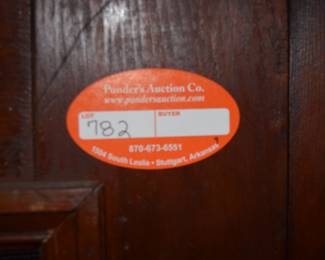 Ponder's Auction Co.
www.pondersauction.com
LOT BUYER
782
870-673-6551
1504 South Leslie • Stuttgart, Arkansas